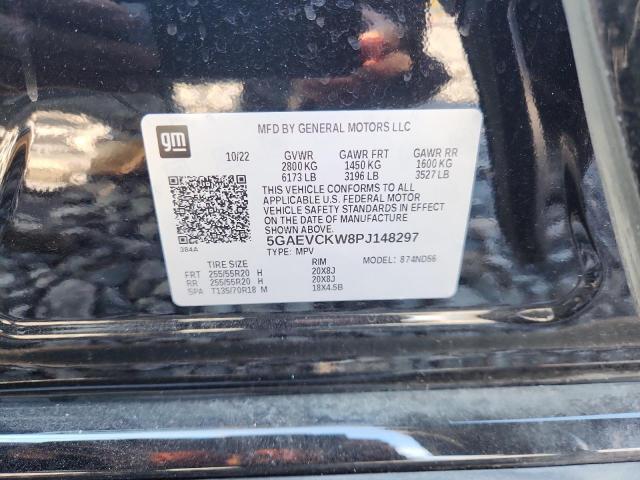 gm
MFD BY GENERAL MOTORS LLC
10/22 GVWR GAWR FRT GAWR RR
2800 KG 1450 KG 1600 KG
6173 LB 3196 LB 3527 LB
THIS VEHICLE CONFORMS TO ALL
APPLICABLE U.S. FEDERAL MOTOR
VEHICLE SAFETY STANDARDS IN EFFECT
ON THE DATE OF MANUFACTURE
SHOWN ABOVE.
384A
5GAEVCKW8PJ148297
TYPE: MPV MODEL: 874ND56
RIM
FRT 255/55R20 H 20X8J
RR 255/55R20 H 20X8J
SPA T135/70R18 M 18X4.5B